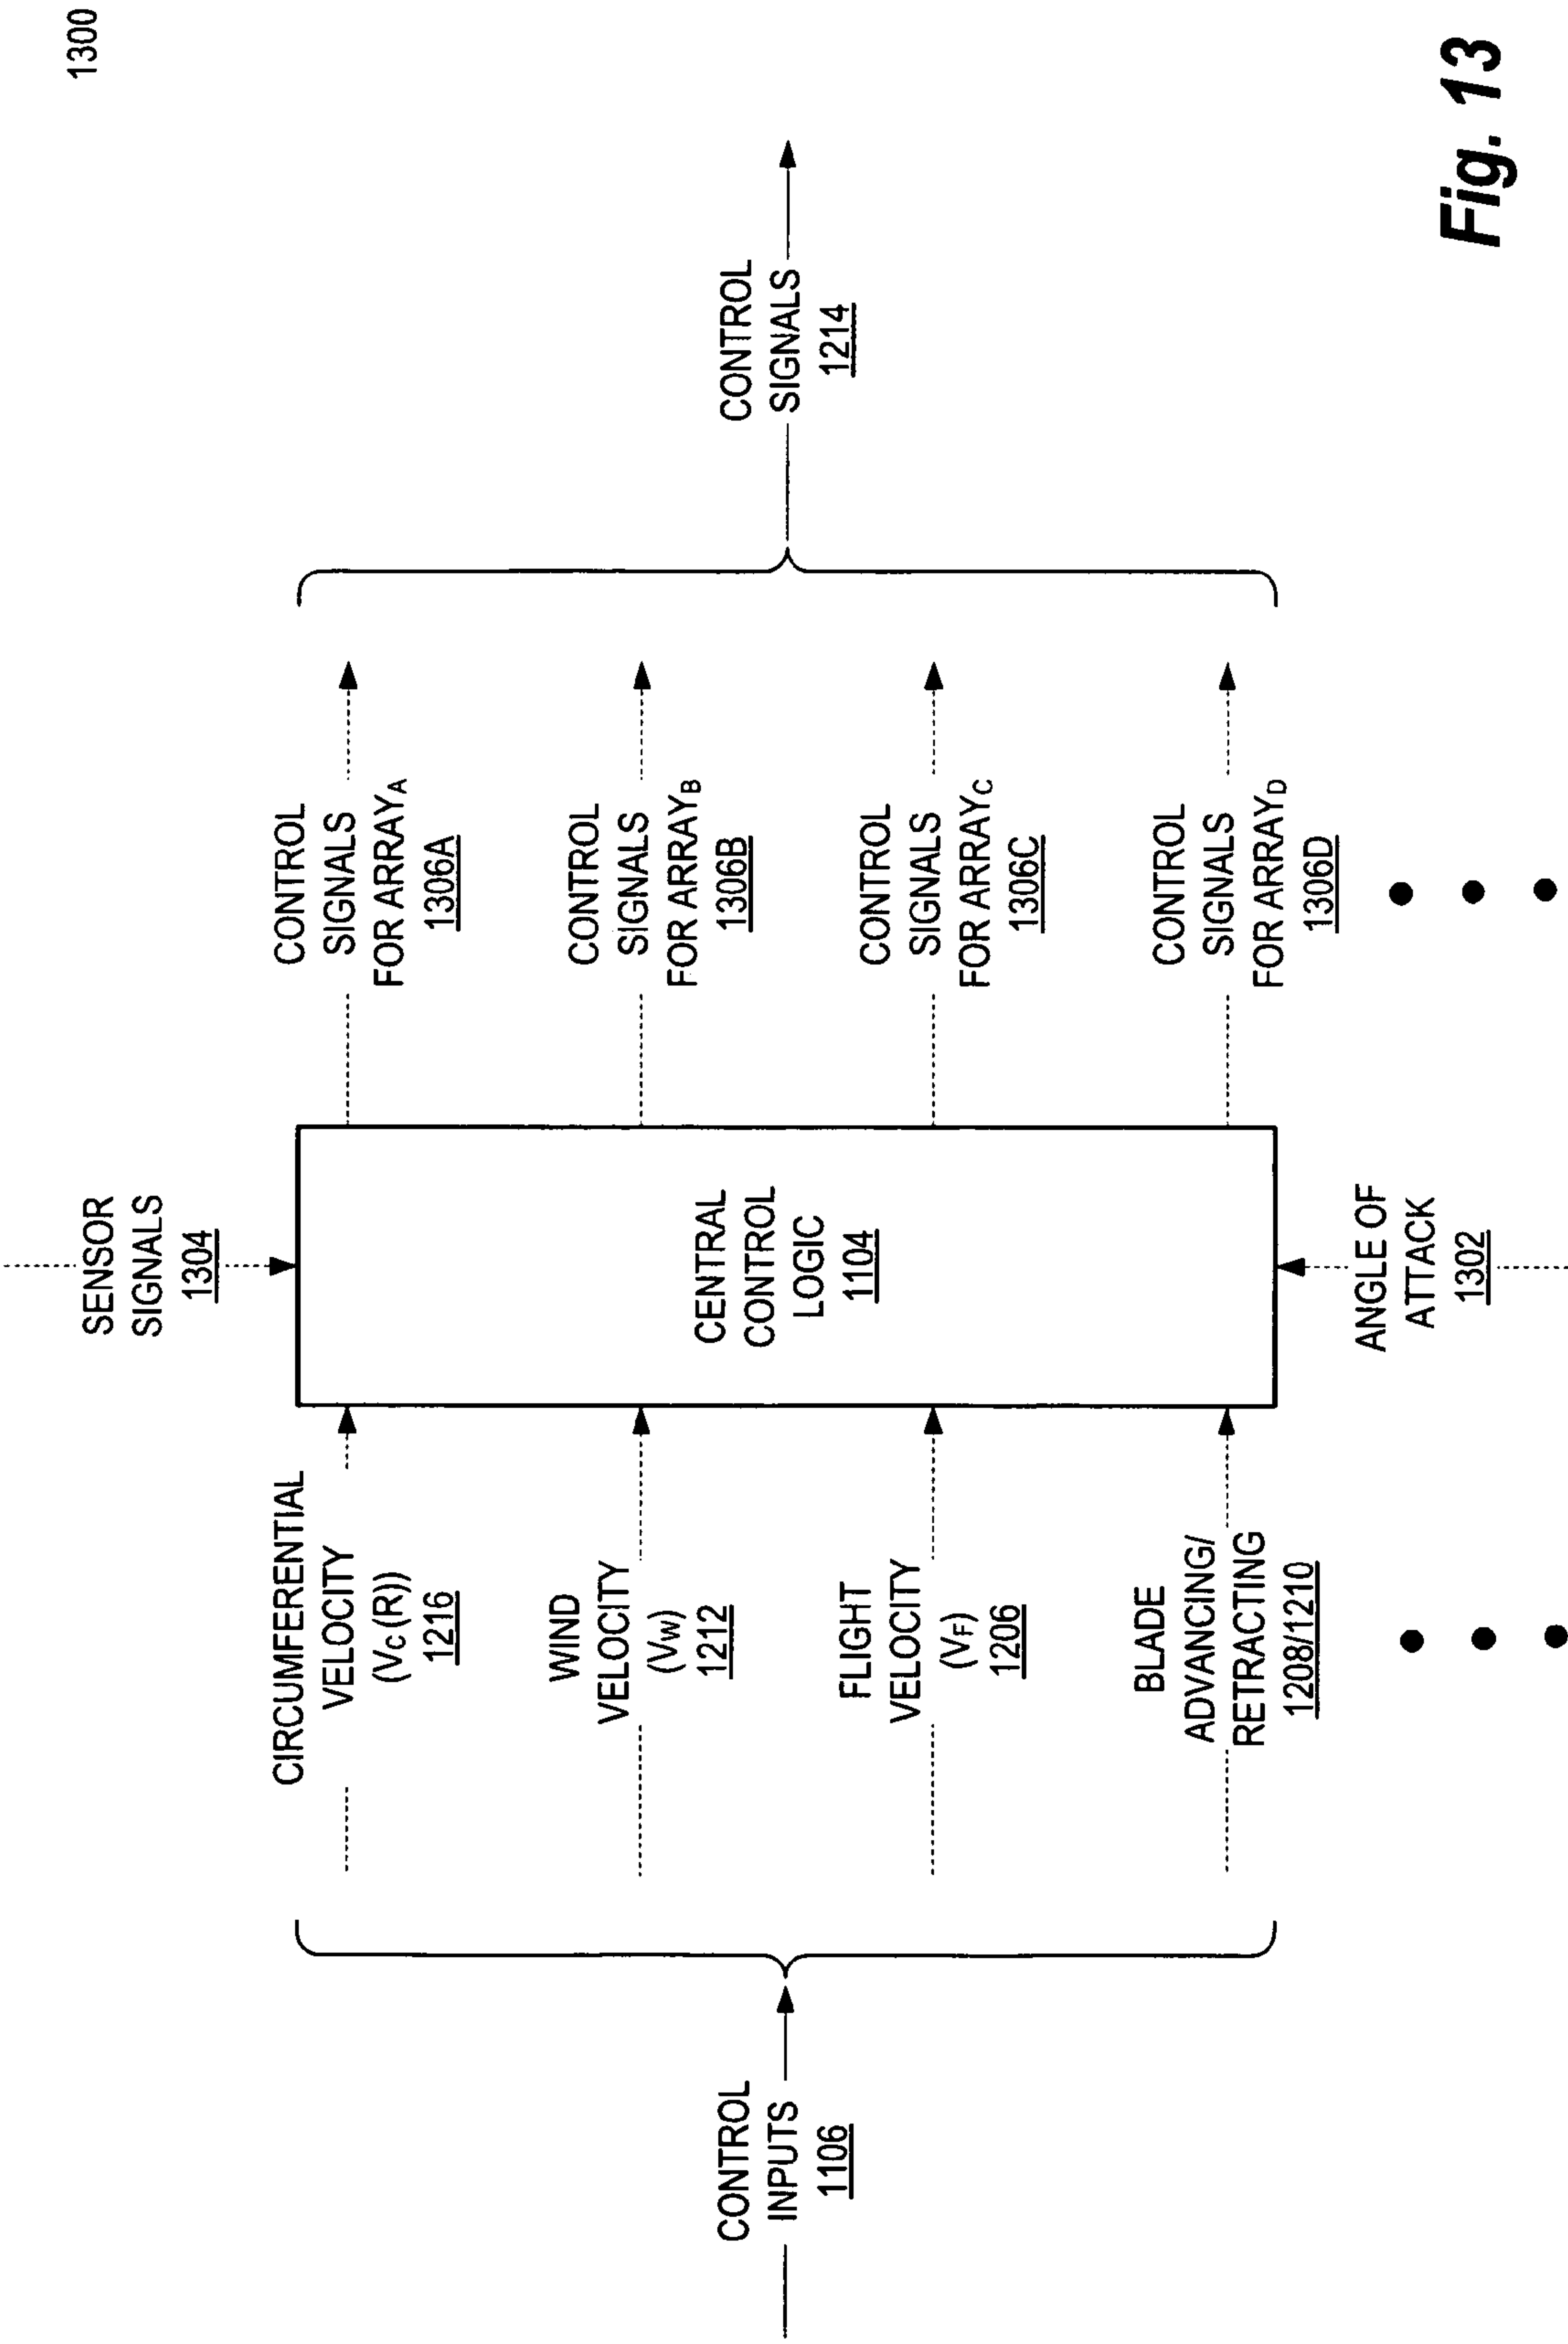 1300
SENSOR
SIGNALS
1304
CONTROL
INPUTS
1106
CIRCUMFERENTIAL
VELOCITY
(VC (R))
1216
WIND
VELOCITY
(VW)
1212
FLIGHT
VELOCITY
(VF)
1206
BLADE
ADVANCING/
RETRACTING
1208/1210
CENTRAL
CONTROL
LOGIC
1104
CONTROL
SIGNALS
FOR ARRAYA
1306A
CONTROL
SIGNALS
FOR ARRAYB
1306B
CONTROL
SIGNALS
FOR ARRAYC
1306C
CONTROL
SIGNALS
FOR ARRAYD
1306D
CONTROL
SIGNALS
1214
ANGLE OF
ATTACK
1302
Fig. 13